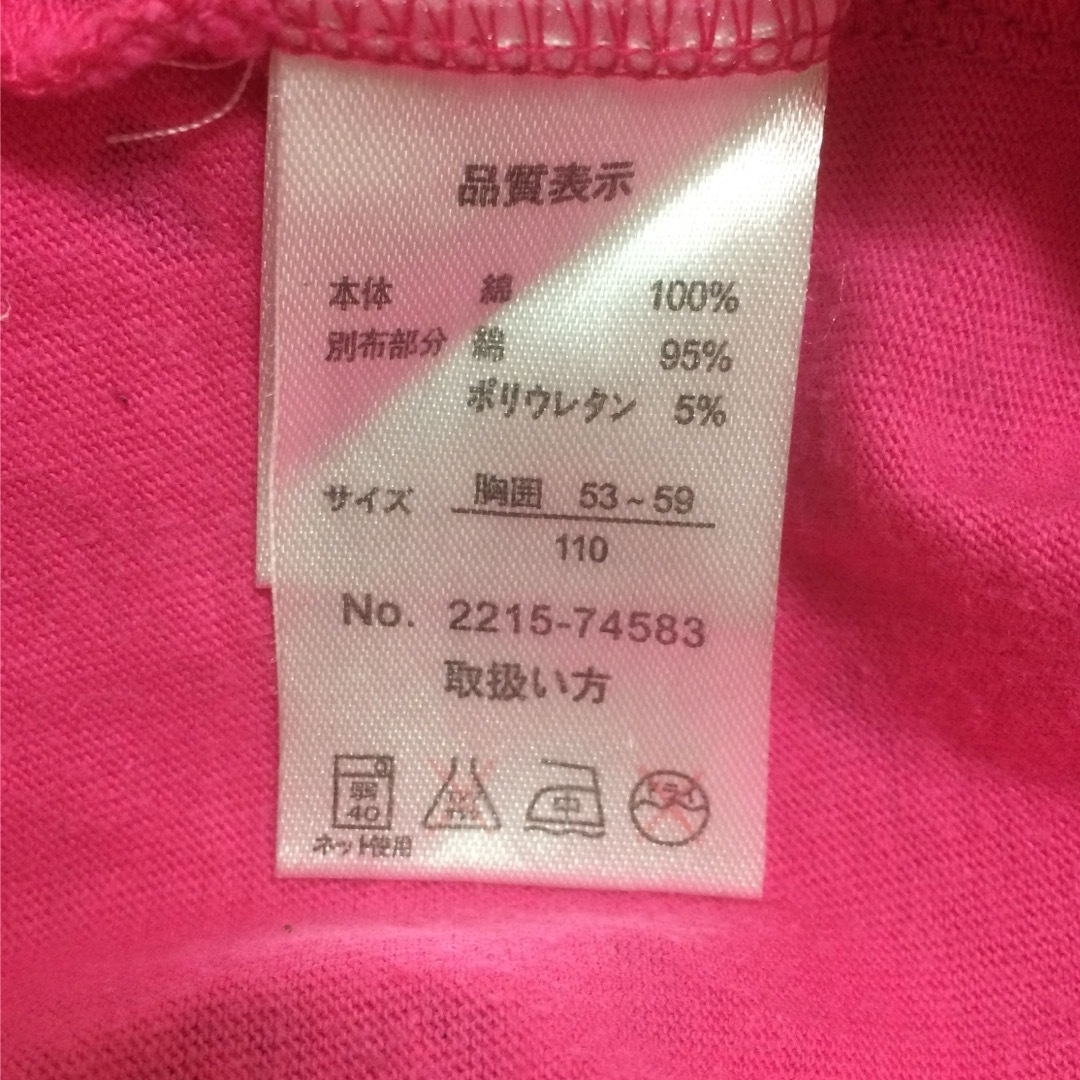 品質表示
本体 綿 100%
別布部分 綿 95%
ポリウレタン 5%
サイズ 胸囲 53~59
110
No. 2215-74583
取扱い方
弱 40 中 ドライ
ネット使用